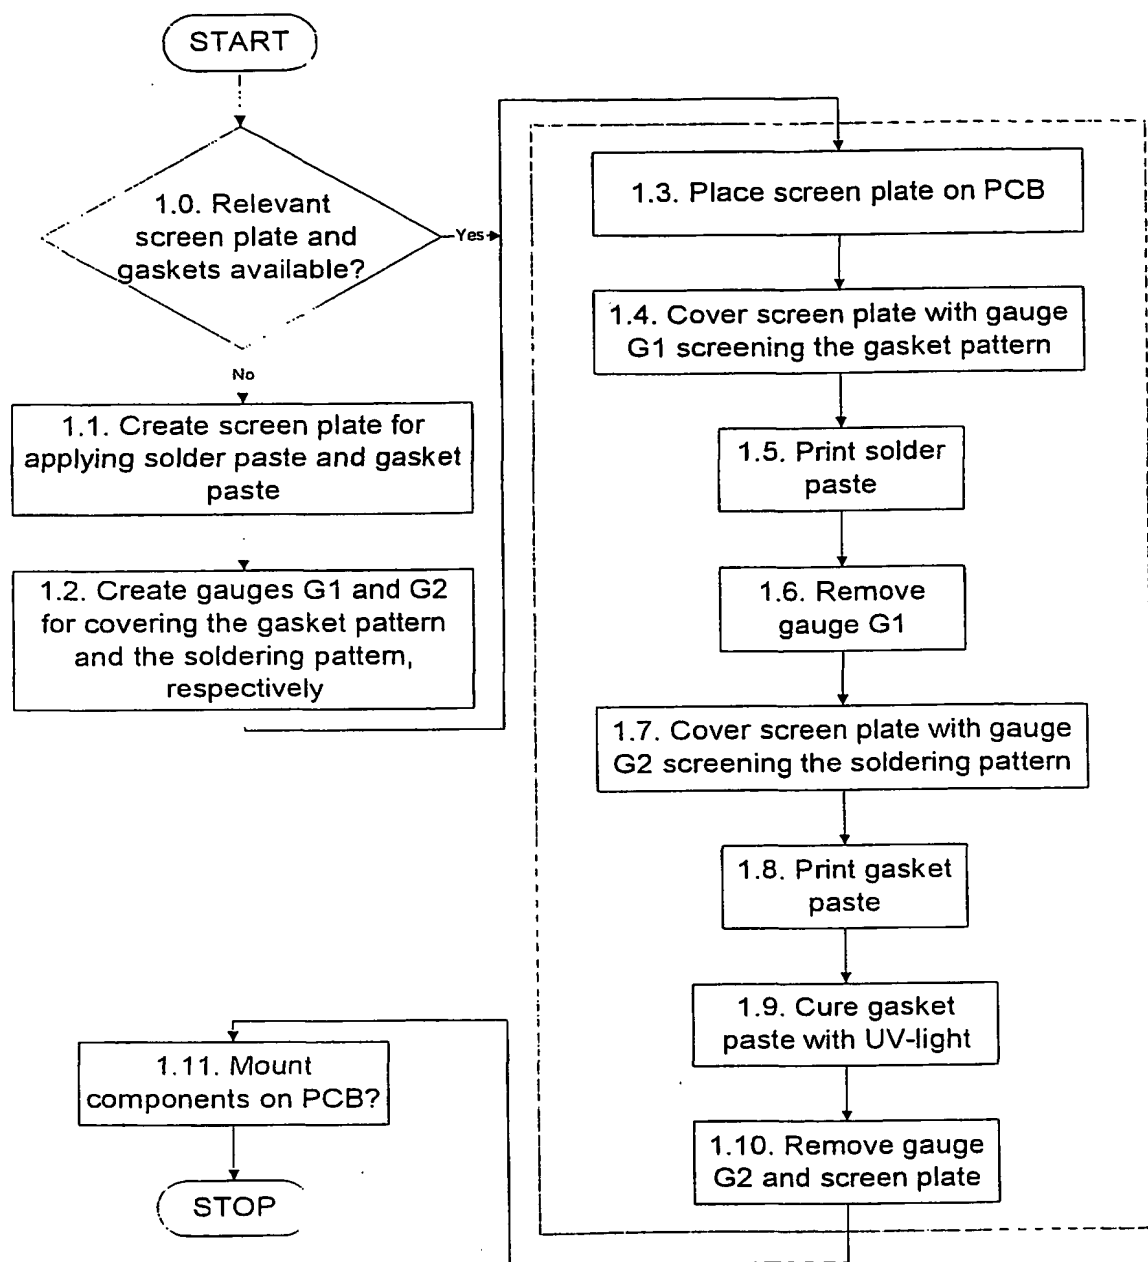 START
1.0. Relevant
screen plate and
gaskets available?
Yes
No
1.1. Create screen plate for
applying solder paste and gasket
paste
1.2. Create gauges G1 and G2
for covering the gasket pattern
and the soldering pattern,
respectively
1.3. Place screen plate on PCB
1.4. Cover screen plate with gauge
G1 screening the gasket pattern
1.5. Print solder
paste
1.6. Remove
gauge G1
1.7. Cover screen plate with gauge
G2 screening the soldering pattern
1.8. Print gasket
paste
1.9. Cure gasket
paste with UV-light
1.10. Remove gauge
G2 and screen plate
1.11. Mount
components on PCB?
STOP